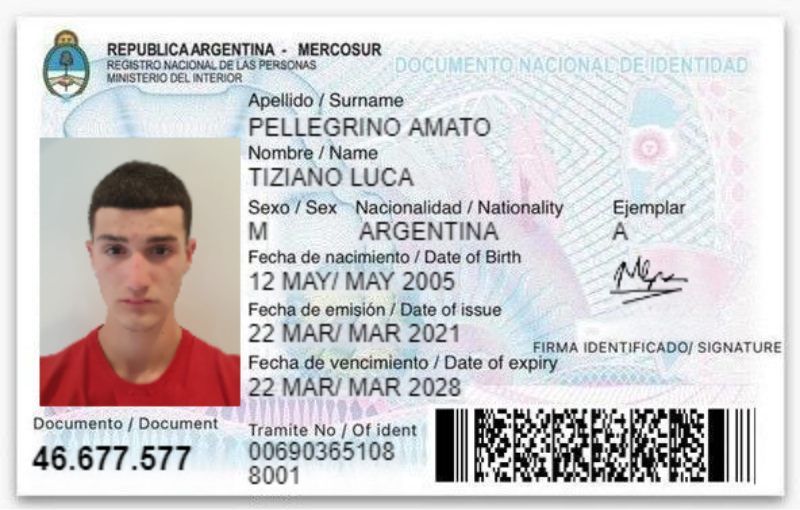 REPUBLICA ARGENTINA - MERCOSUR
REGISTRO NACIONAL DE LAS PERSONAS
MINISTERIO DEL INTERIOR
DOCUMENTO NACIONAL DE IDENTIDAD
Apellido / Surname
PELLEGRINO AMATO
Nombre / Name
TIZIANO LUCA
Sexo / Sex Nacionalidad / Nationality Ejemplar
M ARGENTINA A
Fecha de nacimiento / Date of Birth
12 MAY/ MAY 2005
Fecha de emisión / Date of issue
22 MAR/ MAR 2021
FIRMA IDENTIFICADO/ SIGNATURE
Fecha de vencimiento / Date of expiry
22 MAR/ MAR 2028
Documento / Document
46.677.577
Tramite No / Of ident
00690365108
8001